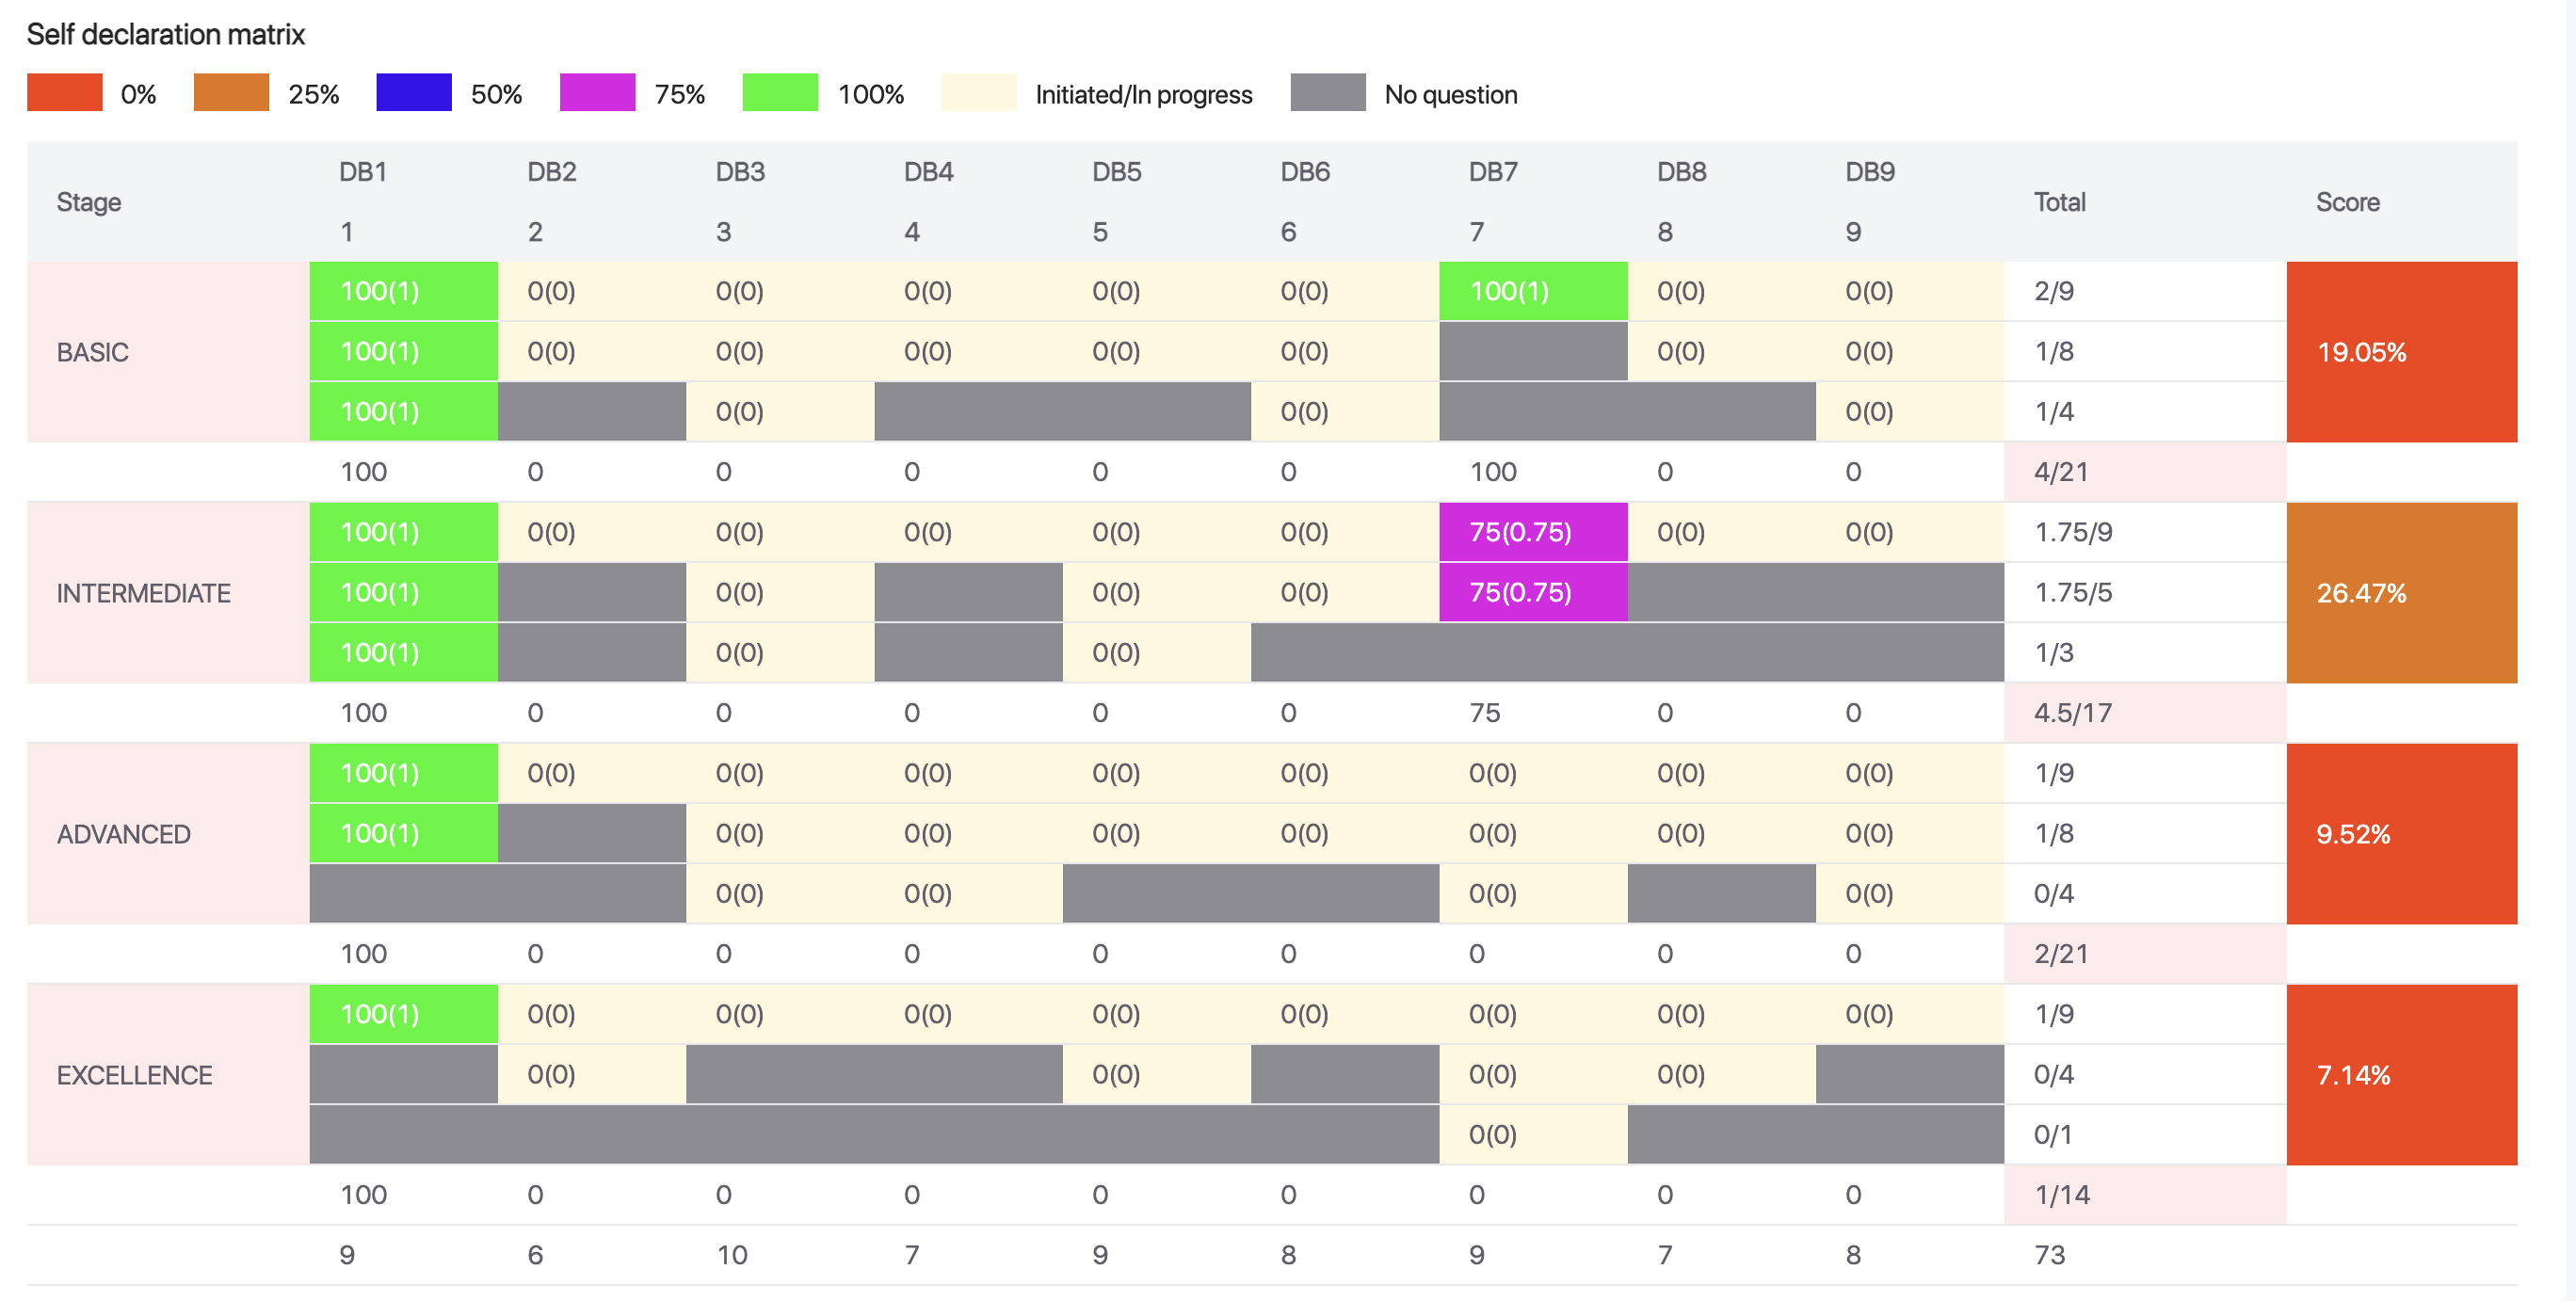 Self declaration matrix
0% 25% 50% 75% 100% Initiated/In progress No question
Stage DB1 DB2 DB3 DB4 DB5 DB6 DB7 DB8 DB9 Total Score
1 2 3 4 5 6 7 8 9
100(1) 0(0) 0(0) 0(0) 0(0) 0(0) 100(1) 0(0) 0(0) 2/9
BASIC 100(1) 0(0) 0(0) 0(0) 0(0) 0(0) 0(0) 0(0) 1/8 19.05%
100(1) 0(0) 0(0) 0(0) 1/4
100 0 0 0 0 0 100 0 0 4/21
100(1) 0(0) 0(0) 0(0) 0(0) 0(0) 75(0.75) 0(0) 0(0) 1.75/9
INTERMEDIATE 100(1) 0(0) 0(0) 0(0) 75(0.75) 1.75/5 26.47%
100(1) 0(0) 0(0) 1/3
100 0 0 0 0 0 75 0 0 4.5/17
100(1) 0(0) 0(0) 0(0) 0(0) 0(0) 0(0) 0(0) 0(0) 1/9
ADVANCED 100(1) 0(0) 0(0) 0(0) 0(0) 0(0) 0(0) 0(0) 1/8 9.52%
0(0) 0(0) 0(0) 0(0) 0/4
100 0 0 0 0 0 0 0 0 2/21
100(1) 0(0) 0(0) 0(0) 0(0) 0(0) 0(0) 0(0) 0(0) 1/9
EXCELLENCE 0(0) 0(0) 0(0) 0(0) 0/4 7.14%
0(0) 0/1
100 0 0 0 0 0 0 0 0 1/14
9 6 10 7 9 8 9 7 8 73